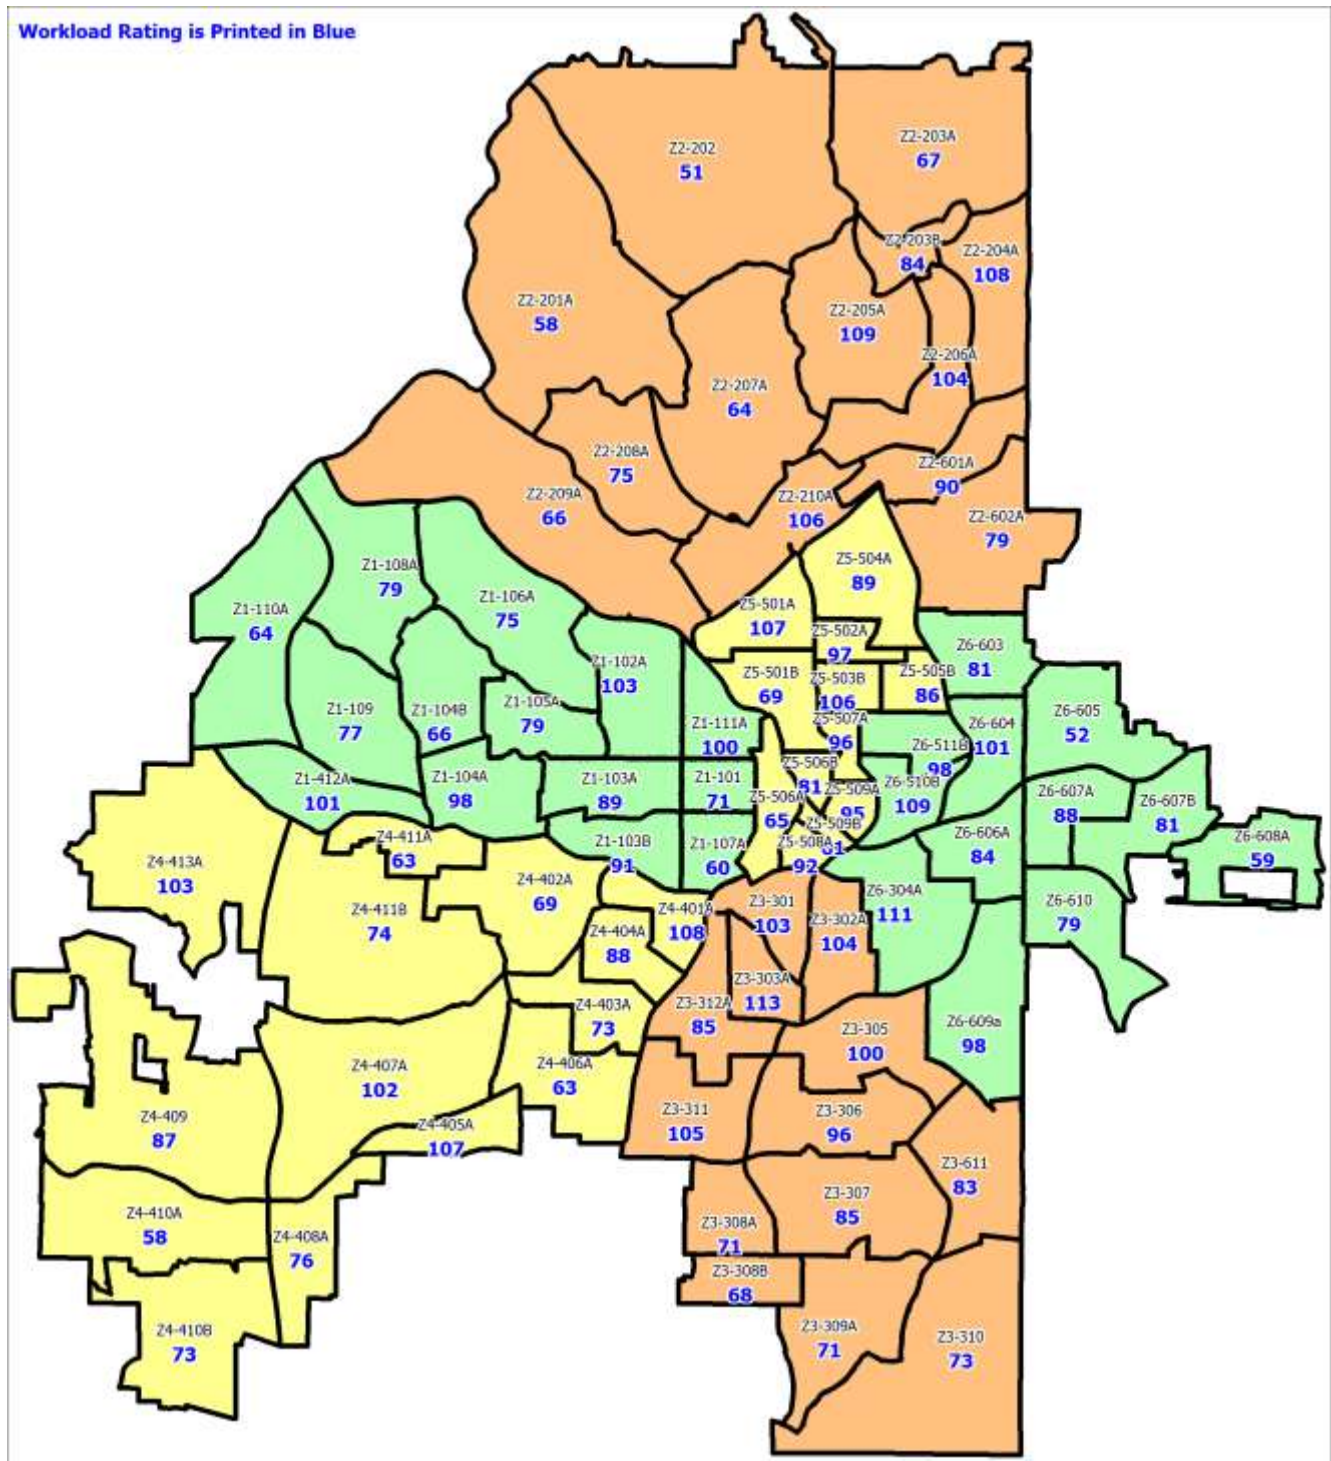 Workload Rating is Printed in Blue
Z2-202
51
Z2-203A
67
Z2-203B
84
Z2-204A
108
Z2-201A
58
Z2-205A
109
Z2-206A
104
Z2-207A
64
Z2-208A
75
Z2-601A
90
Z2-209A
66
Z2-210A
106
Z2-602A
79
Z1-108A
79
Z5-504A
89
Z1-110A
64
Z1-106A
75
Z5-501A
107
Z5-502A
97
Z6-603
81
Z1-102A
103
Z5-501B
69
Z5-503B
106
Z5-505B
86
Z1-109
77
Z1-104B
66
Z1-105A
79
Z1-111A
100
Z5-507A
96
Z6-604
101
Z6-605
52
Z6-511B
98
Z1-412A
101
Z1-104A
98
Z1-103A
89
Z1-101
71
Z5-506B
81
Z5-506A
65
Z5-509A
95
Z6-510B
109
Z6-607A
88
Z6-607B
81
Z4-411A
63
Z1-103B
91
Z1-107A
60
Z5-509B
Z5-508A
92
Z6-606A
84
Z6-608A
59
Z4-413A
103
Z4-411B
74
Z4-402A
69
Z4-401A
108
Z4-404A
88
Z3-301
103
Z3-302A
104
Z6-304A
111
Z6-610
79
Z4-403A
73
Z3-312A
85
Z3-303A
113
Z3-305
100
Z6-609a
98
Z4-407A
102
Z4-406A
63
Z4-409
87
Z4-405A
107
Z3-311
105
Z3-306
96
Z3-611
83
Z4-410A
58
Z4-408A
76
Z3-308A
71
Z3-307
85
Z3-308B
68
Z4-410B
73
Z3-309A
71
Z3-310
73